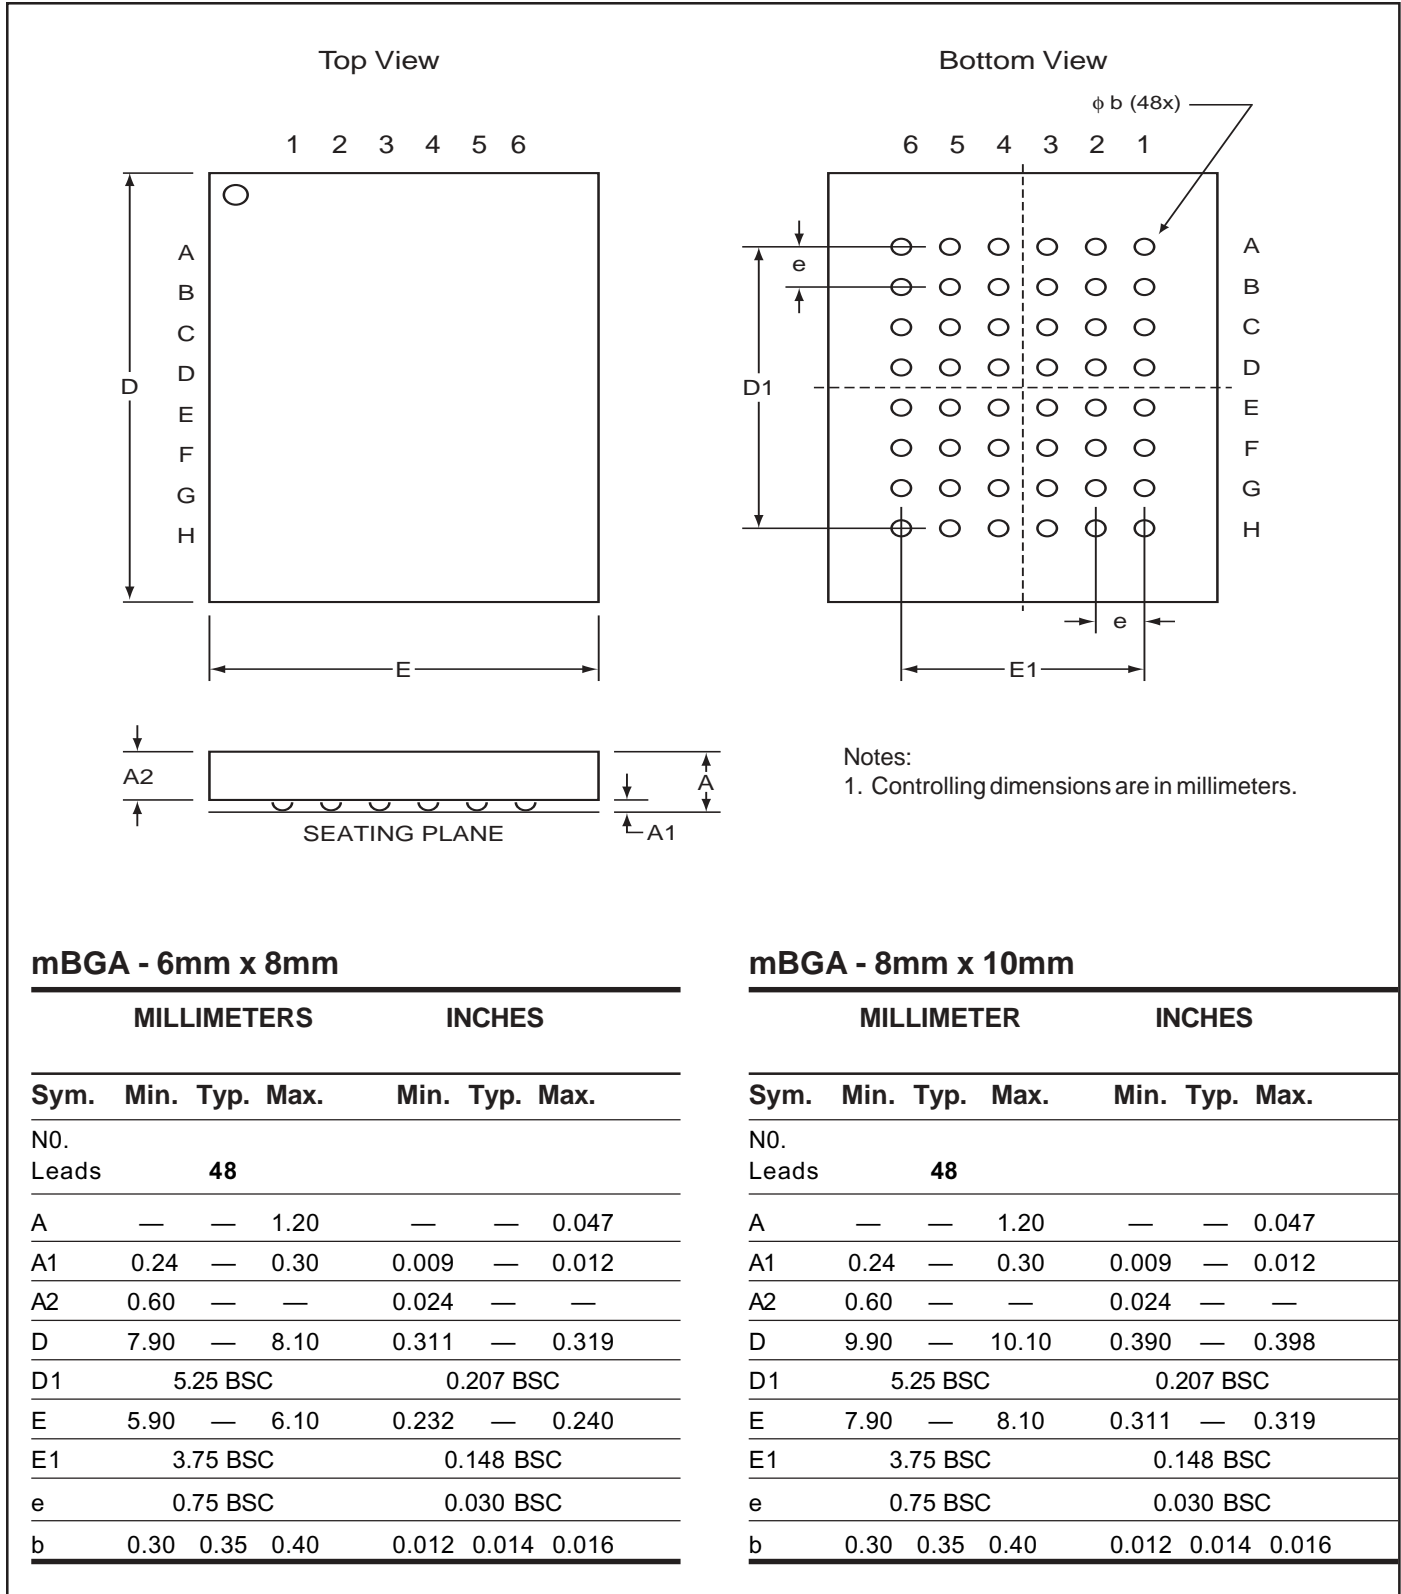 Top View
Bottom View
ϕ b (48x)
1 2 3 4 5 6
6 5 4 3 2 1
A
B
C
D
E
F
G
H
D
E
e
D1
A
B
C
D
E
F
G
H
e
E1
A2
SEATING PLANE
A
A1
Notes:
1. Controlling dimensions are in millimeters.
mBGA - 6mm x 8mm
MILLIMETERS INCHES
Sym. Min. Typ. Max. Min. Typ. Max.
N0.
Leads 48
A — — 1.20 — — 0.047
A1 0.24 — 0.30 0.009 — 0.012
A2 0.60 — — 0.024 — —
D 7.90 — 8.10 0.311 — 0.319
D1 5.25 BSC 0.207 BSC
E 5.90 — 6.10 0.232 — 0.240
E1 3.75 BSC 0.148 BSC
e 0.75 BSC 0.030 BSC
b 0.30 0.35 0.40 0.012 0.014 0.016
mBGA - 8mm x 10mm
MILLIMETER INCHES
Sym. Min. Typ. Max. Min. Typ. Max.
N0.
Leads 48
A — — 1.20 — — 0.047
A1 0.24 — 0.30 0.009 — 0.012
A2 0.60 — — 0.024 — —
D 9.90 — 10.10 0.390 — 0.398
D1 5.25 BSC 0.207 BSC
E 7.90 — 8.10 0.311 — 0.319
E1 3.75 BSC 0.148 BSC
e 0.75 BSC 0.030 BSC
b 0.30 0.35 0.40 0.012 0.014 0.016